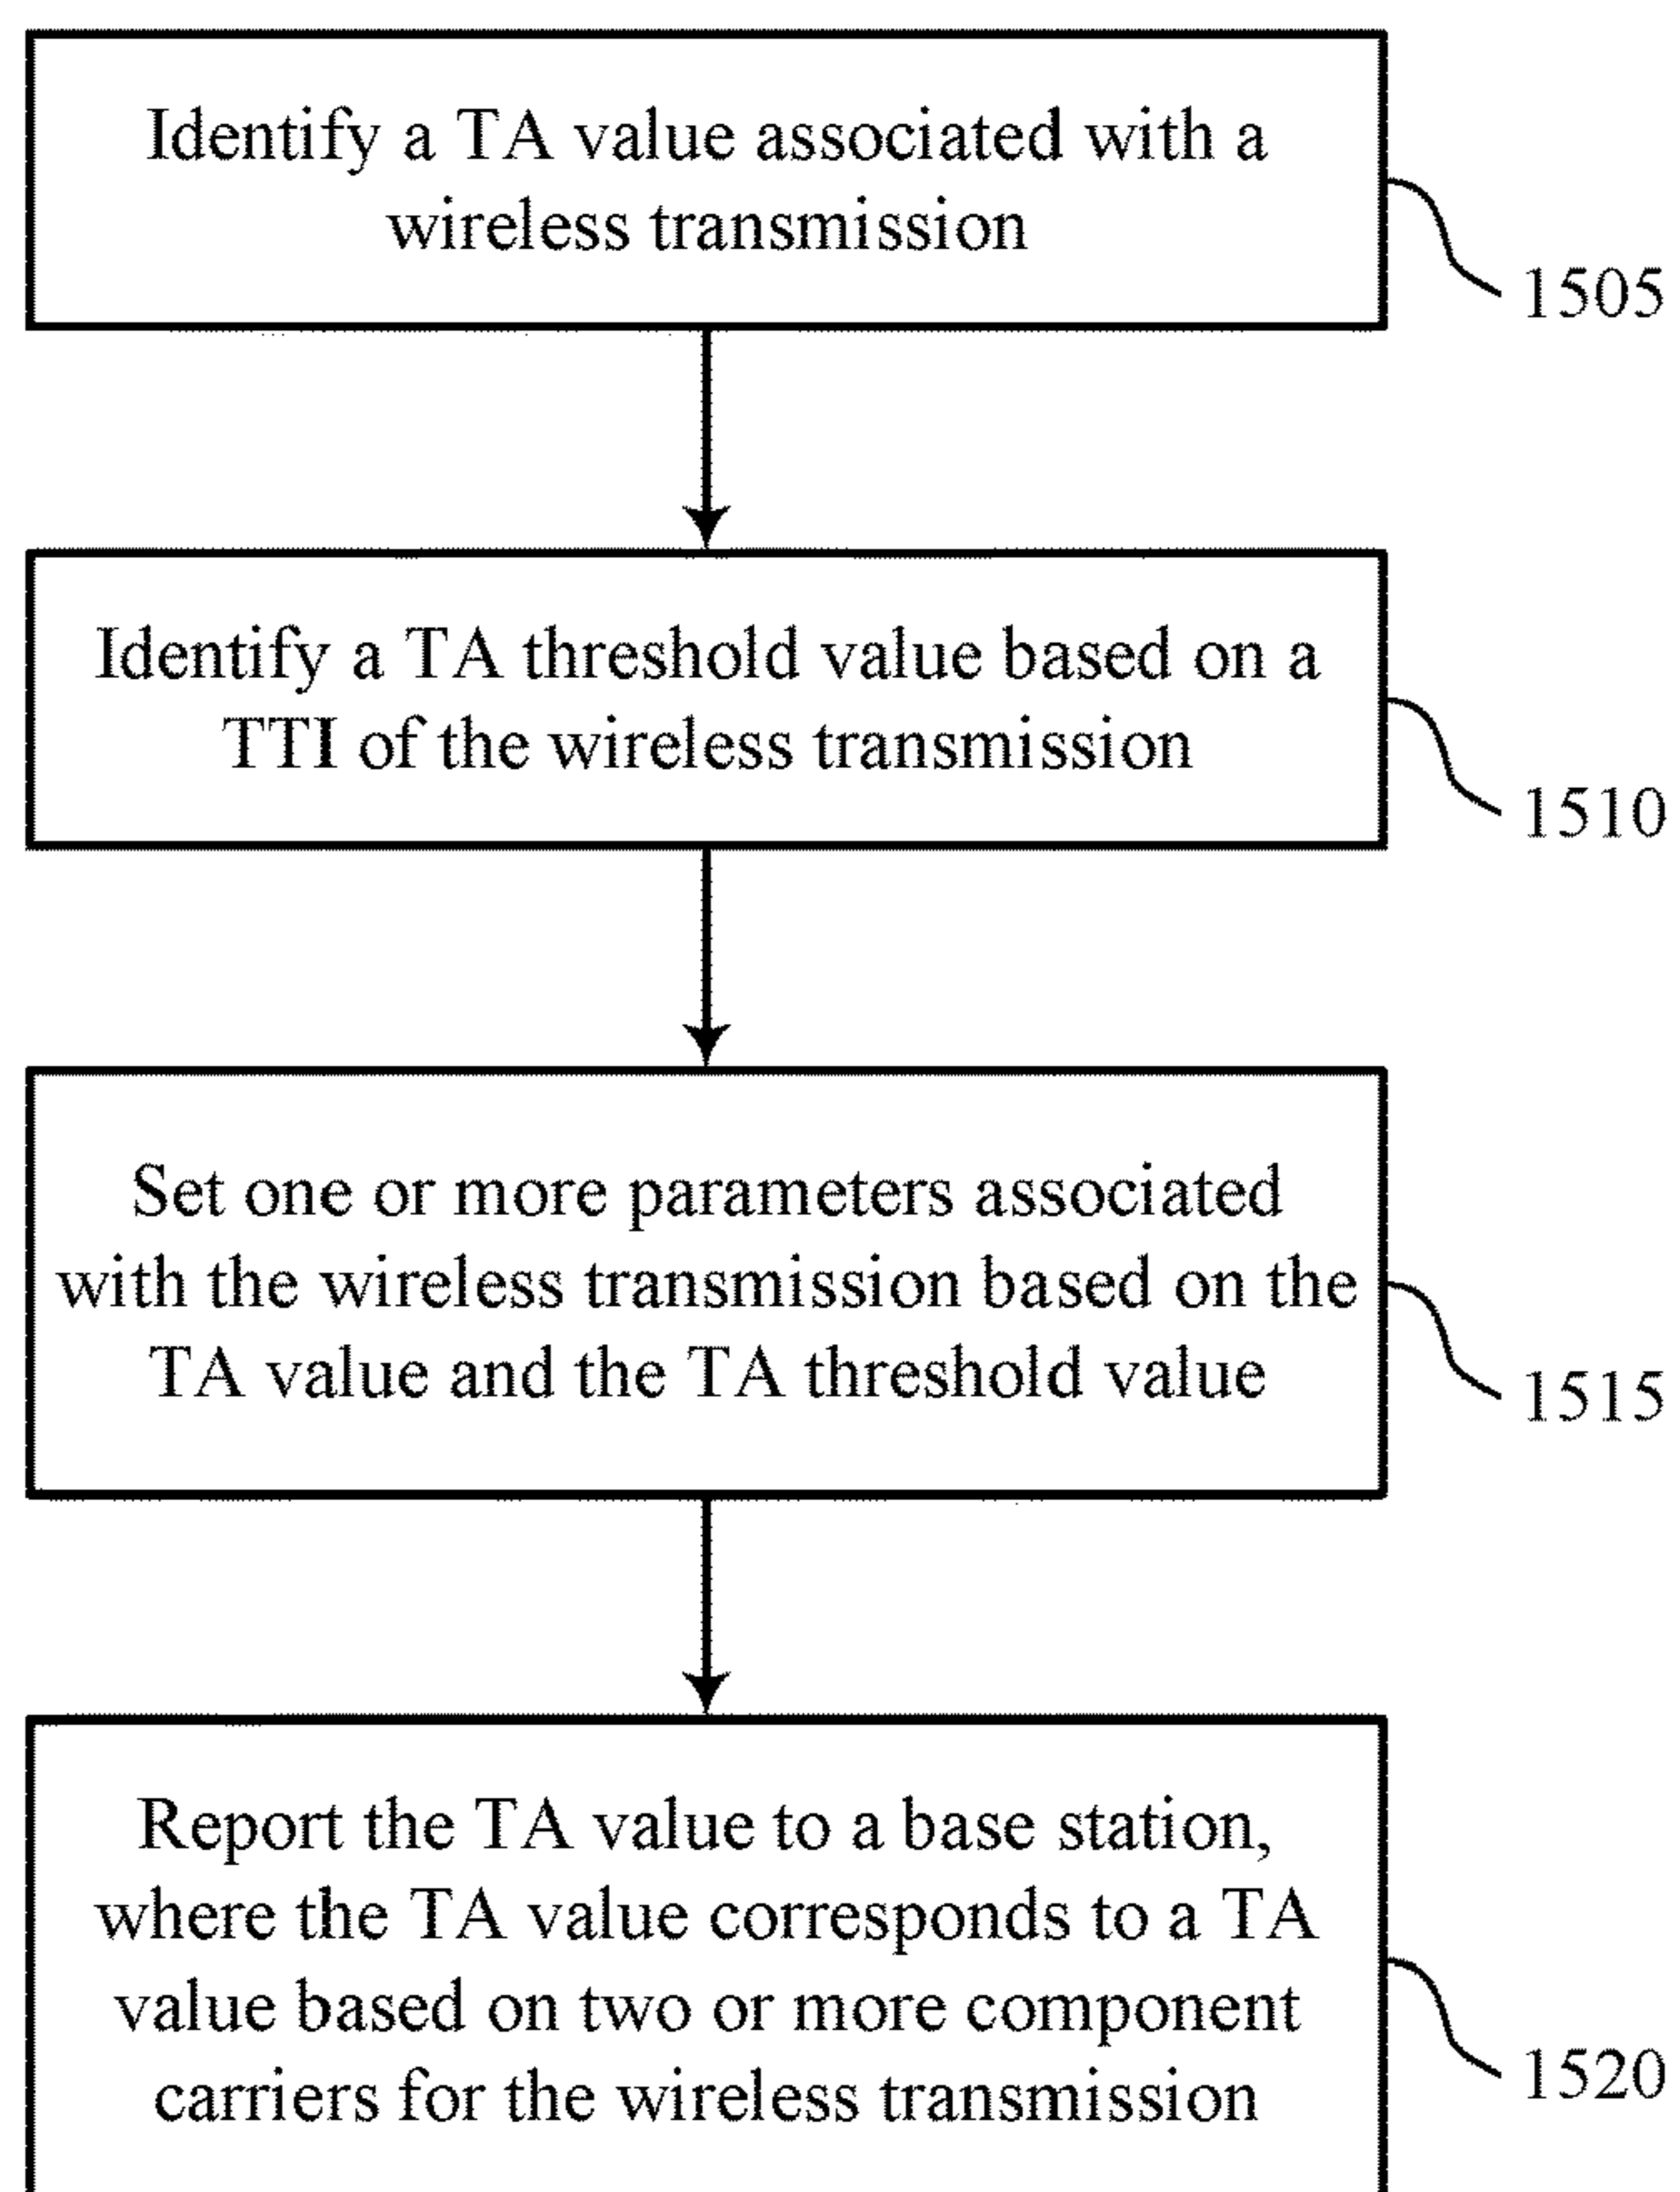 Identify a TA value associated with a
wireless transmission
1505
Identify a TA threshold value based on a
TTI of the wireless transmission
1510
Set one or more parameters associated
with the wireless transmission based on the
TA value and the TA threshold value
1515
Report the TA value to a base station,
where the TA value corresponds to a TA
value based on two or more component
carriers for the wireless transmission
1520